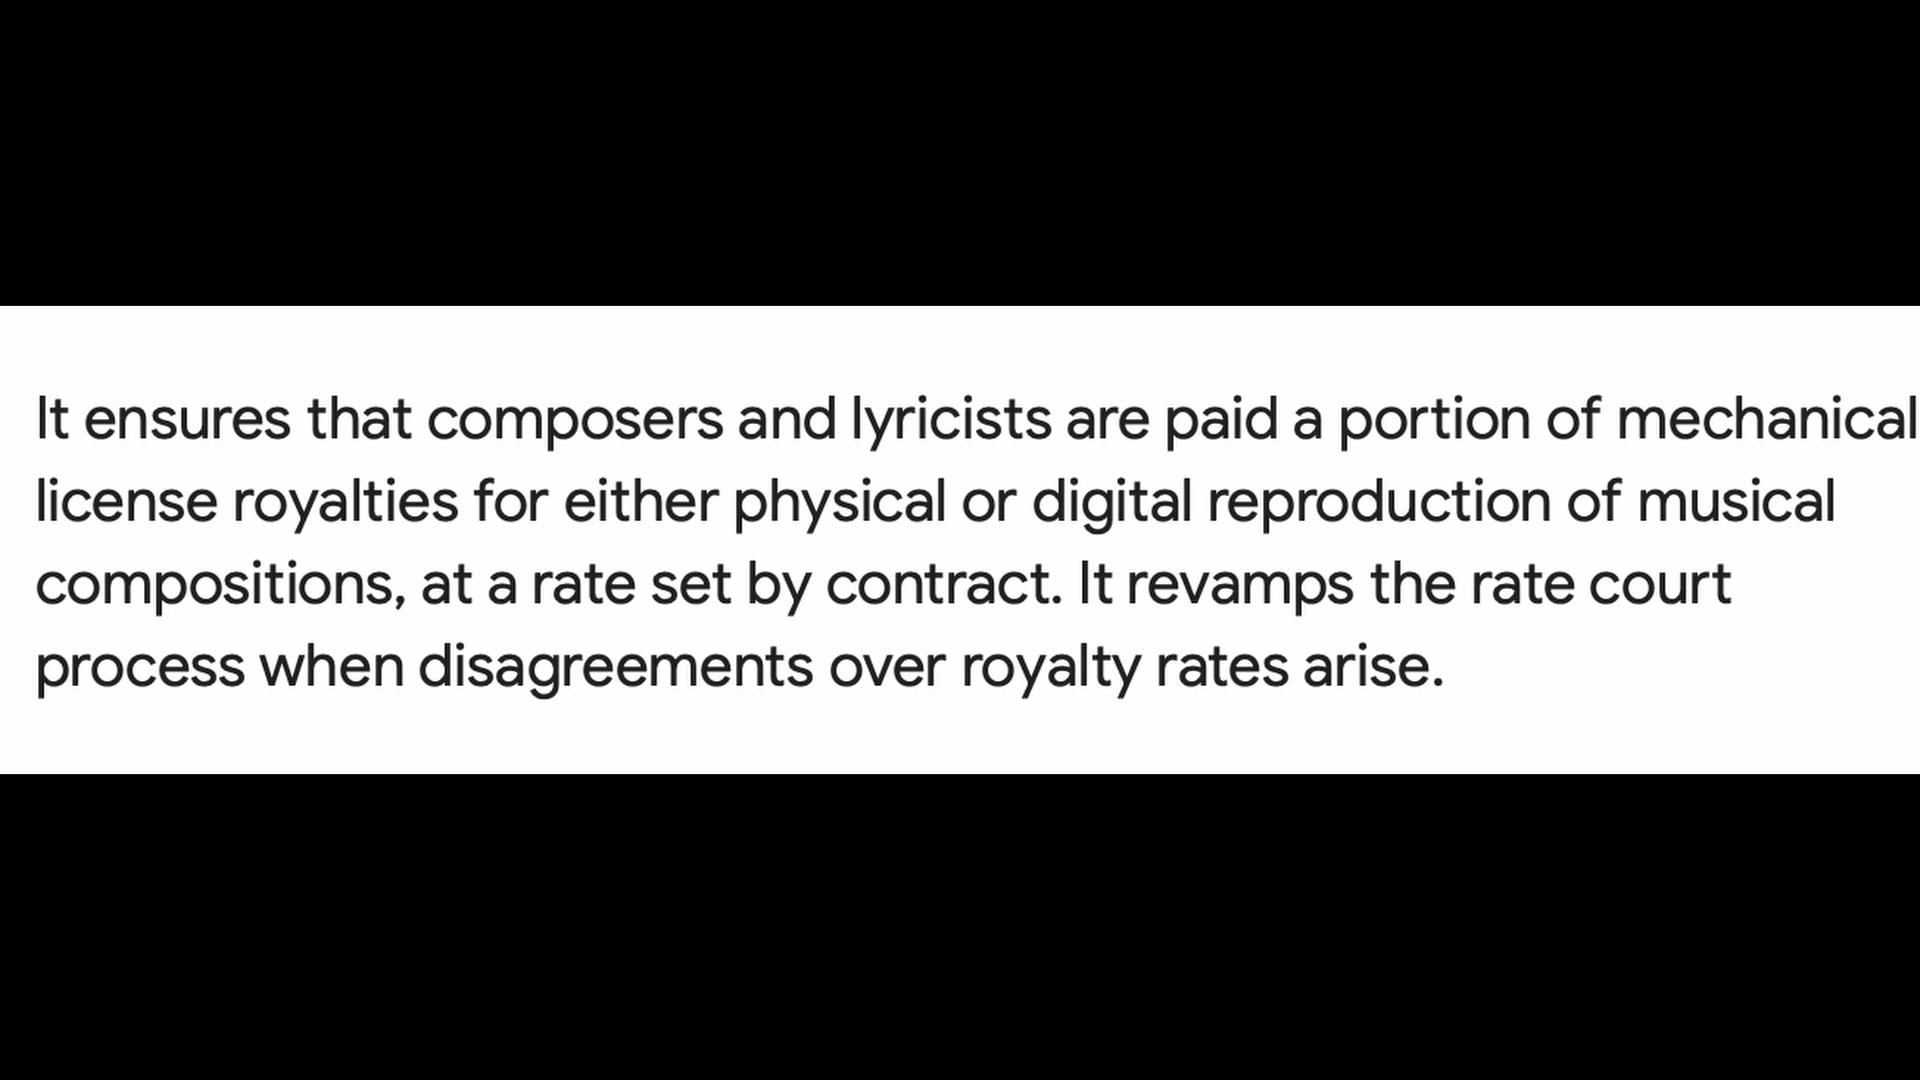 It ensures that composers and lyricists are paid a portion of mechanical
license royalties for either physical or digital reproduction of musical
compositions, at a rate set by contract. It revamps the rate court
process when disagreements over royalty rates arise.